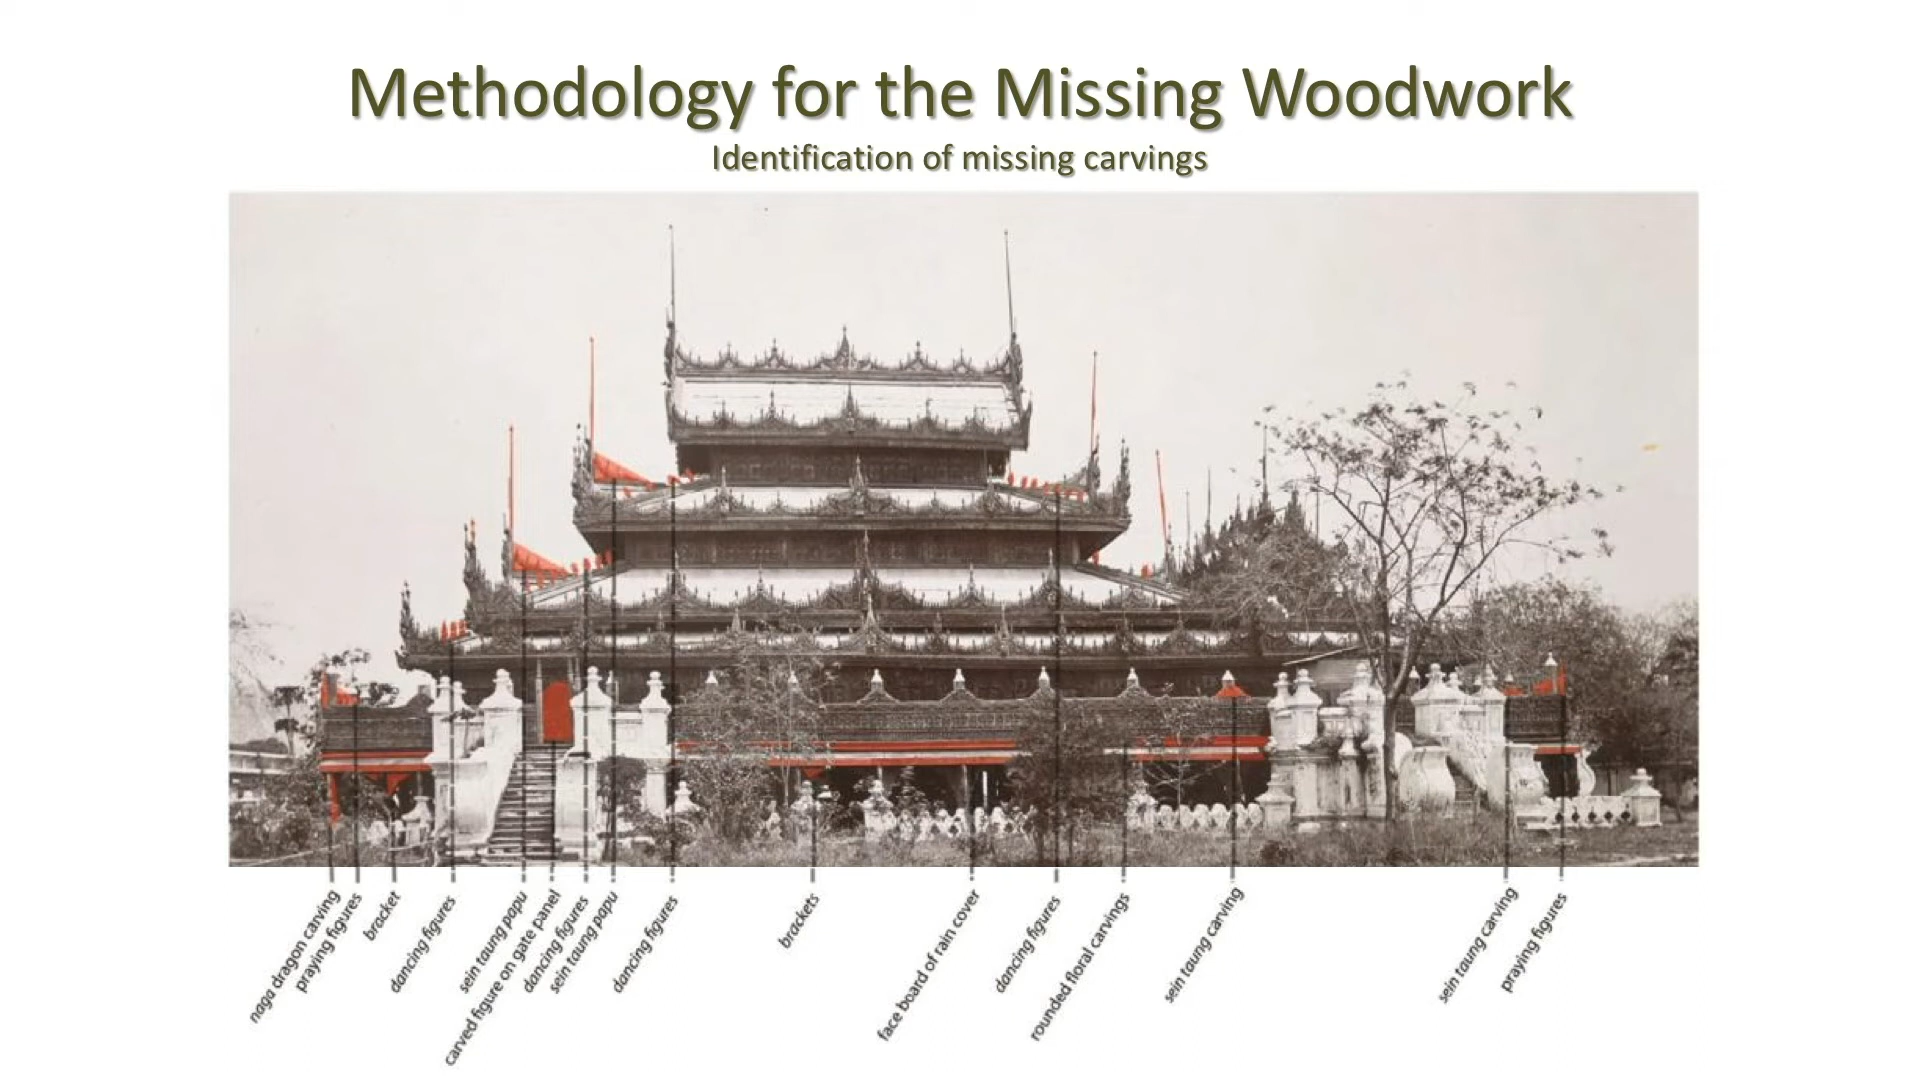 Methodology for the Missing Woodwork
Identification of missing carvings
naga dragon carving
praying figures
bracket
dancing figures
sein taung papu
carved figure on gate panel
dancing figures
sein taung papu
dancing figures
brackets
face board of rain cover
dancing figures
rounded floral carvings
sein taung carving
sein taung carving
praying figures